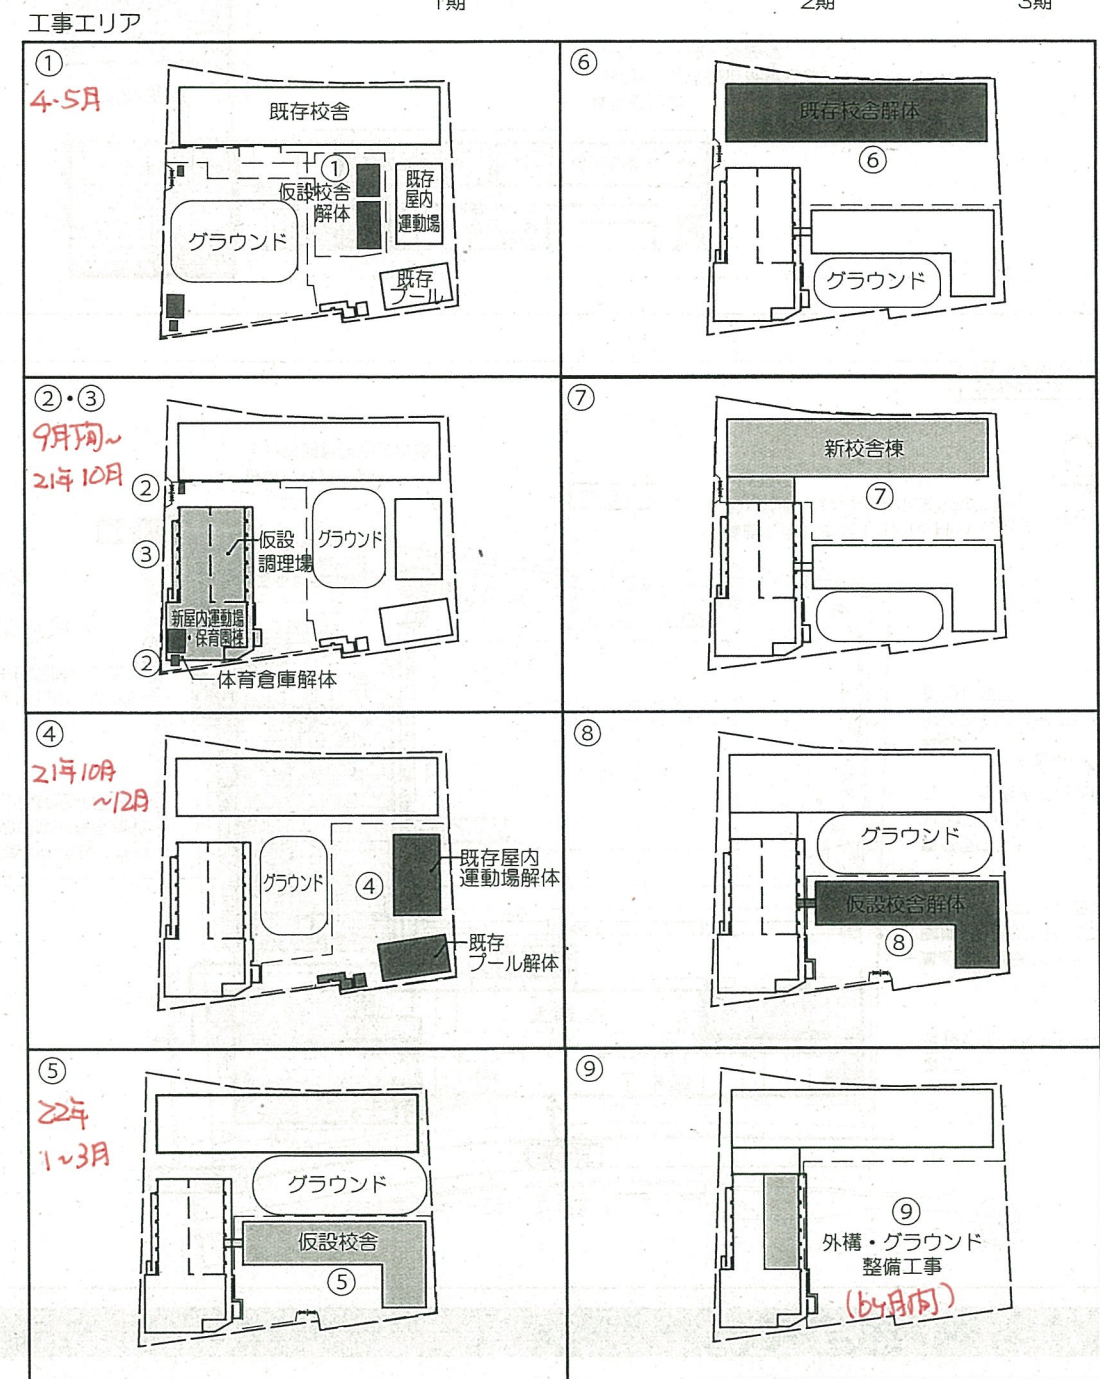 1期 2期 3期
工事エリア
①
4・5月
既存校舎
①
仮設校舎
解体
既存
屋内
運動場
グラウンド
既存
プール
②・③
9月
21年10月
②
③
仮設
調理場
グラウンド
新屋内運動場
・保育園棟
②
体育倉庫解体
④
21年10月
~12月
グラウンド
④
既存屋内
運動場解体
既存
プール解体
⑤
22年
1~3月
グラウンド
仮設校舎
⑤
⑥
既存校舎解体
⑥
グラウンド
⑦
新校舎棟
⑦
⑧
グラウンド
仮設校舎解体
⑧
⑨
⑨
外構・グラウンド
整備工事